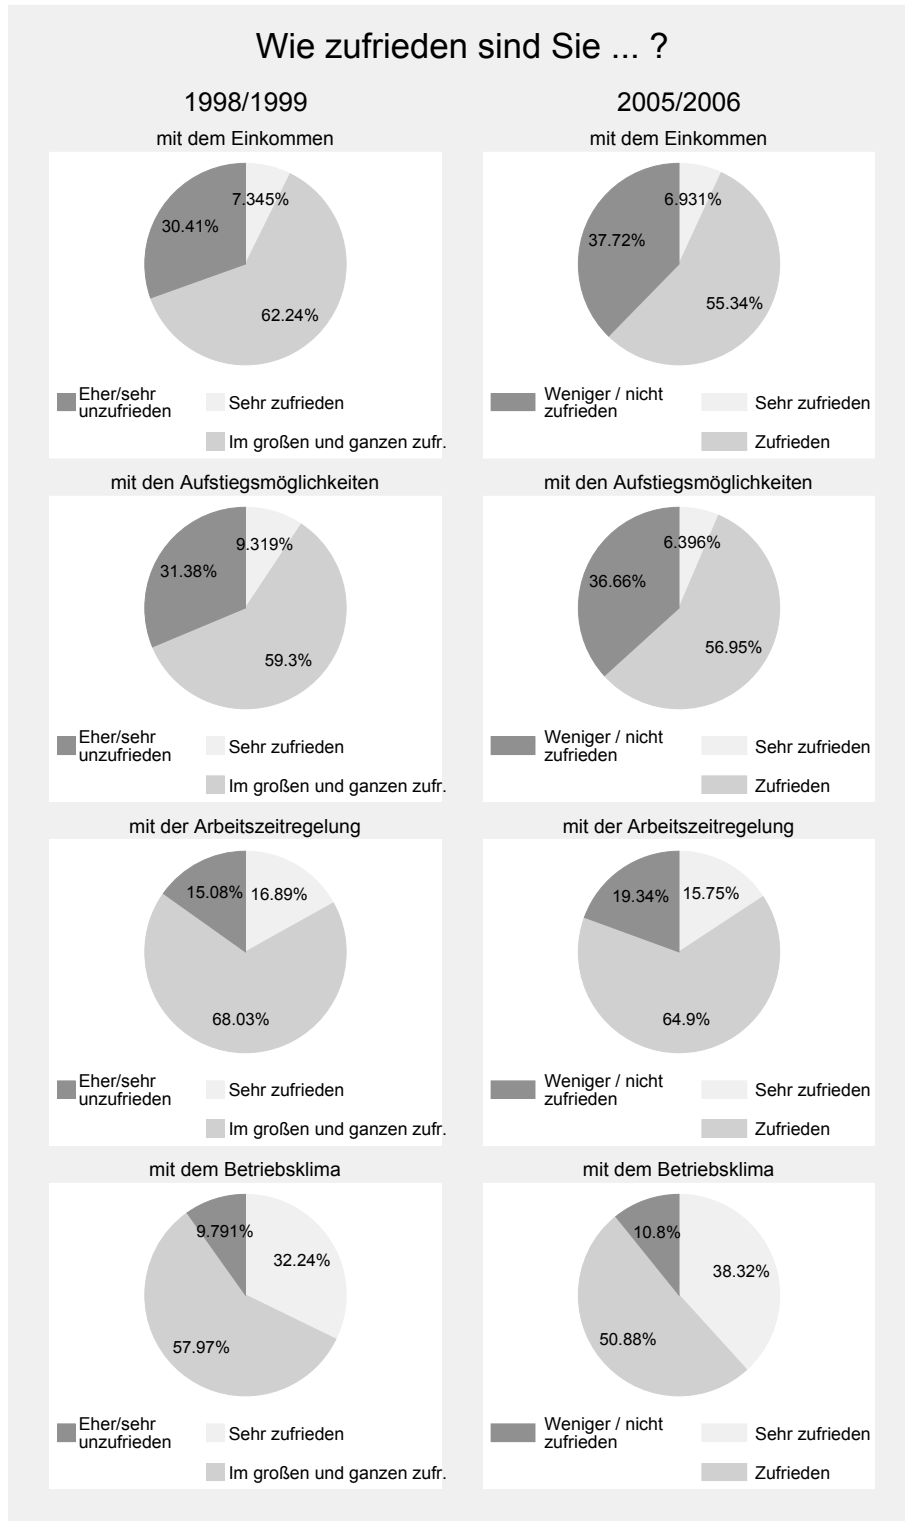 Wie zufrieden sind Sie ... ?
1998/1999
2005/2006
mit dem Einkommen
mit dem Einkommen
7.345%
30.41%
62.24%
6.931%
37.72%
55.34%
Eher/sehr
unzufrieden
Sehr zufrieden
Im großen und ganzen zufr.
Weniger / nicht
zufrieden
Sehr zufrieden
Zufrieden
mit den Aufstiegsmöglichkeiten
mit den Aufstiegsmöglichkeiten
9.319%
31.38%
59.3%
6.396%
36.66%
56.95%
Eher/sehr
unzufrieden
Sehr zufrieden
Im großen und ganzen zufr.
Weniger / nicht
zufrieden
Sehr zufrieden
Zufrieden
mit der Arbeitszeitregelung
mit der Arbeitszeitregelung
15.08%
16.89%
68.03%
19.34%
15.75%
64.9%
Eher/sehr
unzufrieden
Sehr zufrieden
Im großen und ganzen zufr.
Weniger / nicht
zufrieden
Sehr zufrieden
Zufrieden
mit dem Betriebsklima
mit dem Betriebsklima
9.791%
32.24%
57.97%
10.8%
38.32%
50.88%
Eher/sehr
unzufrieden
Sehr zufrieden
Im großen und ganzen zufr.
Weniger / nicht
zufrieden
Sehr zufrieden
Zufrieden